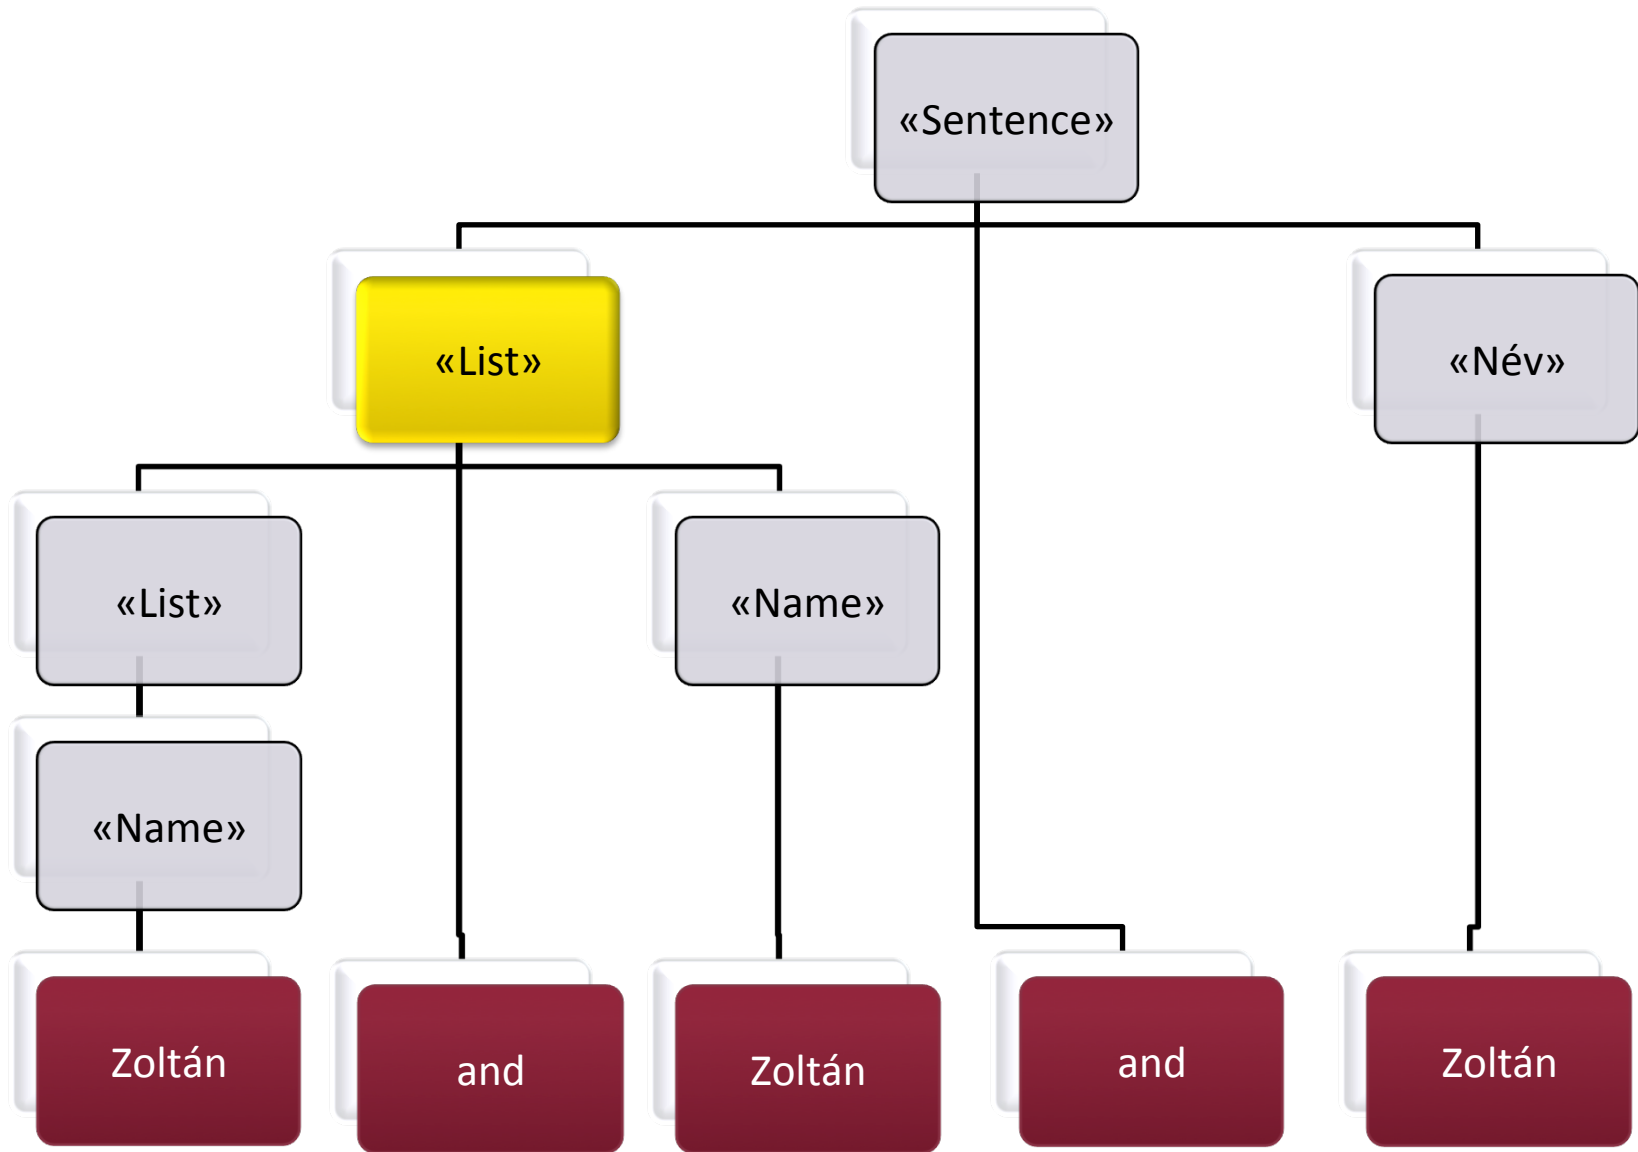 «Sentence»
«List»
«Név»
«List»
«Name»
«Name»
Zoltán
and
Zoltán
and
Zoltán